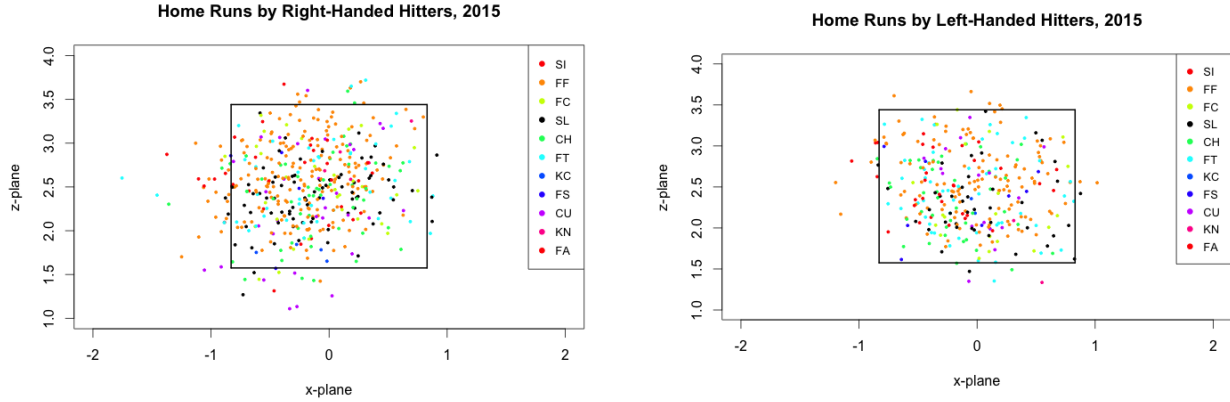 Home Runs by Right-Handed Hitters, 2015
z-plane
4.0
3.5
3.0
2.5
2.0
1.5
1.0
SI
FF
FC
SL
CH
FT
KC
FS
CU
KN
FA
-2
-1
0
1
2
x-plane
Home Runs by Left-Handed Hitters, 2015
z-plane
4.0
3.5
3.0
2.5
2.0
1.5
1.0
SI
FF
FC
SL
CH
FT
KC
FS
CU
KN
FA
-2
-1
0
1
2
x-plane